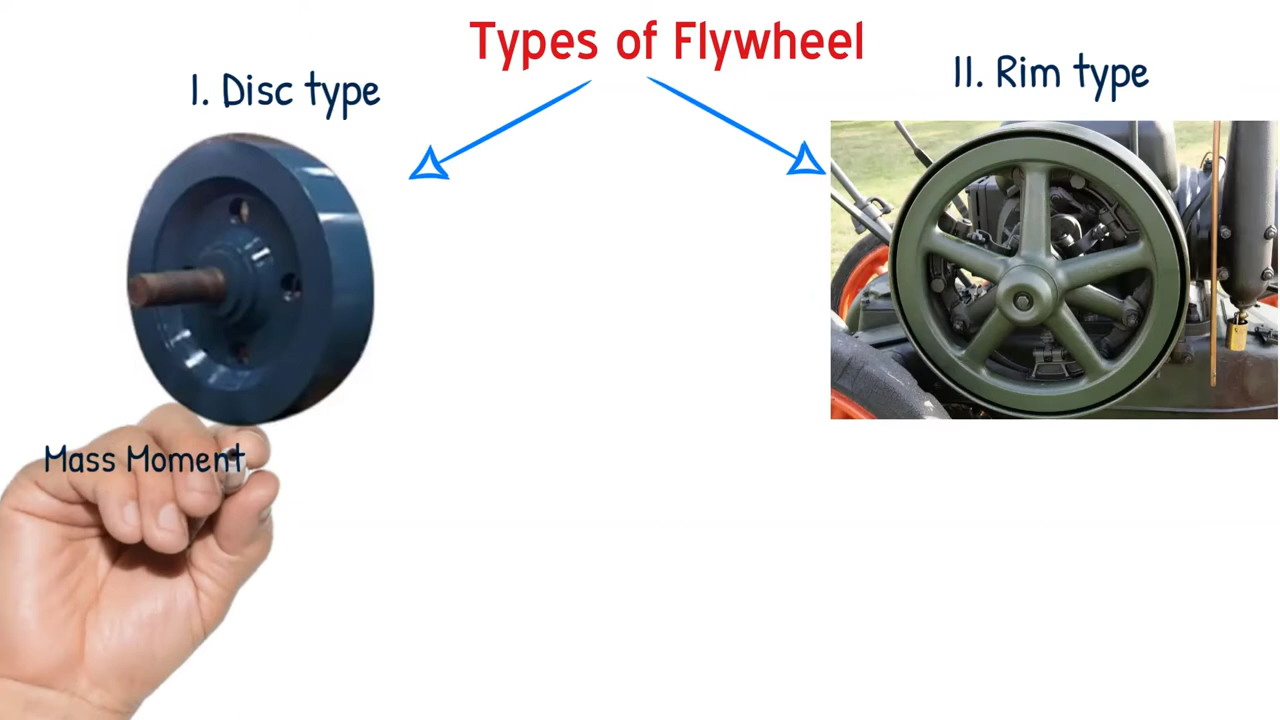 Types of Flywheel
I. Disc type
II. Rim type
Mass Moment